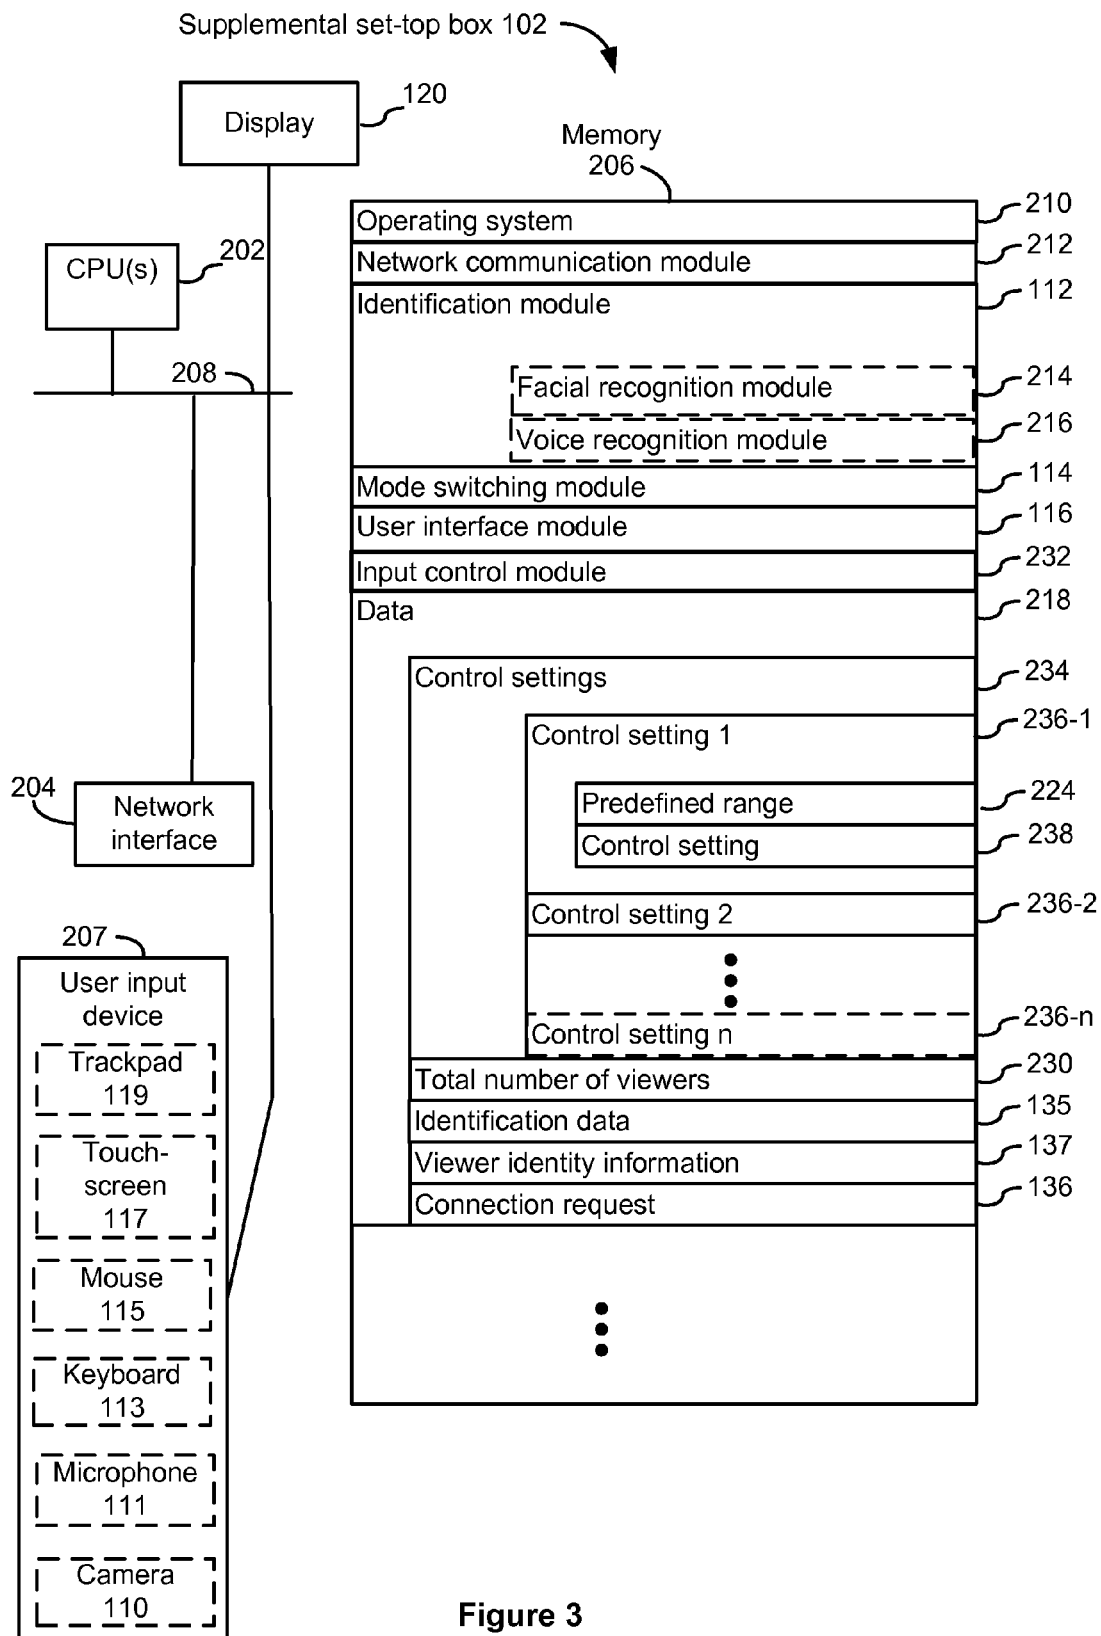 Supplemental set-top box 102
Display
120
Memory
206
CPU(s)
202
208
204
Network
interface
207
User input
device
Trackpad
119
Touch-
screen
117
Mouse
115
Keyboard
113
Microphone
111
Camera
110
Operating system
210
Network communication module
212
Identification module
112
Facial recognition module
214
Voice recognition module
216
Mode switching module
114
User interface module
116
Input control module
232
Data
218
Control settings
234
Control setting 1
236-1
Predefined range
224
Control setting
238
Control setting 2
236-2
Control setting n
236-n
Total number of viewers
230
Identification data
135
Viewer identity information
137
Connection request
136
Figure 3